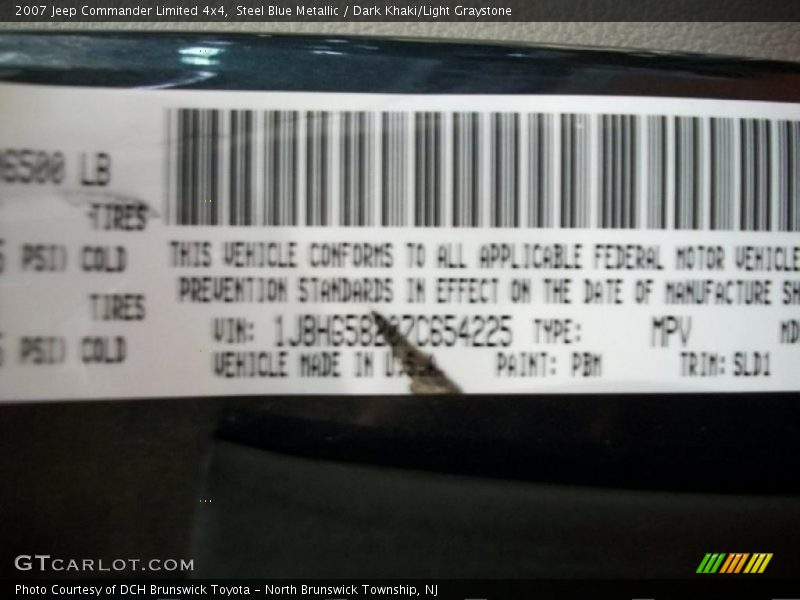 2007 Jeep Commander Limited 4x4, Steel Blue Metallic / Dark Khaki/Light Graystone
6500 LB
TIRES
PSI) COLD
THIS VEHICLE CONFORMS TO ALL APPLICABLE FEDERAL MOTOR VEHICLE
TIRES
PREVENTION STANDARDS IN EFFECT ON THE DATE OF MANUFACTURE SH
VIN: TYPE: MPV MD
PSI) COLD
VEHICLE MADE IN U.S.A PAINT: PBM TRIM: SLD1
GTCARLOT.COM
Photo Courtesy of DCH Brunswick Toyota - North Brunswick Township, NJ